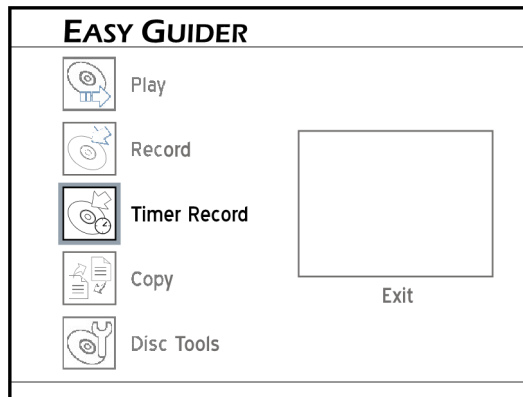 EASY GUIDER
Play
Record
Timer Record
Copy
Exit
Disc Tools